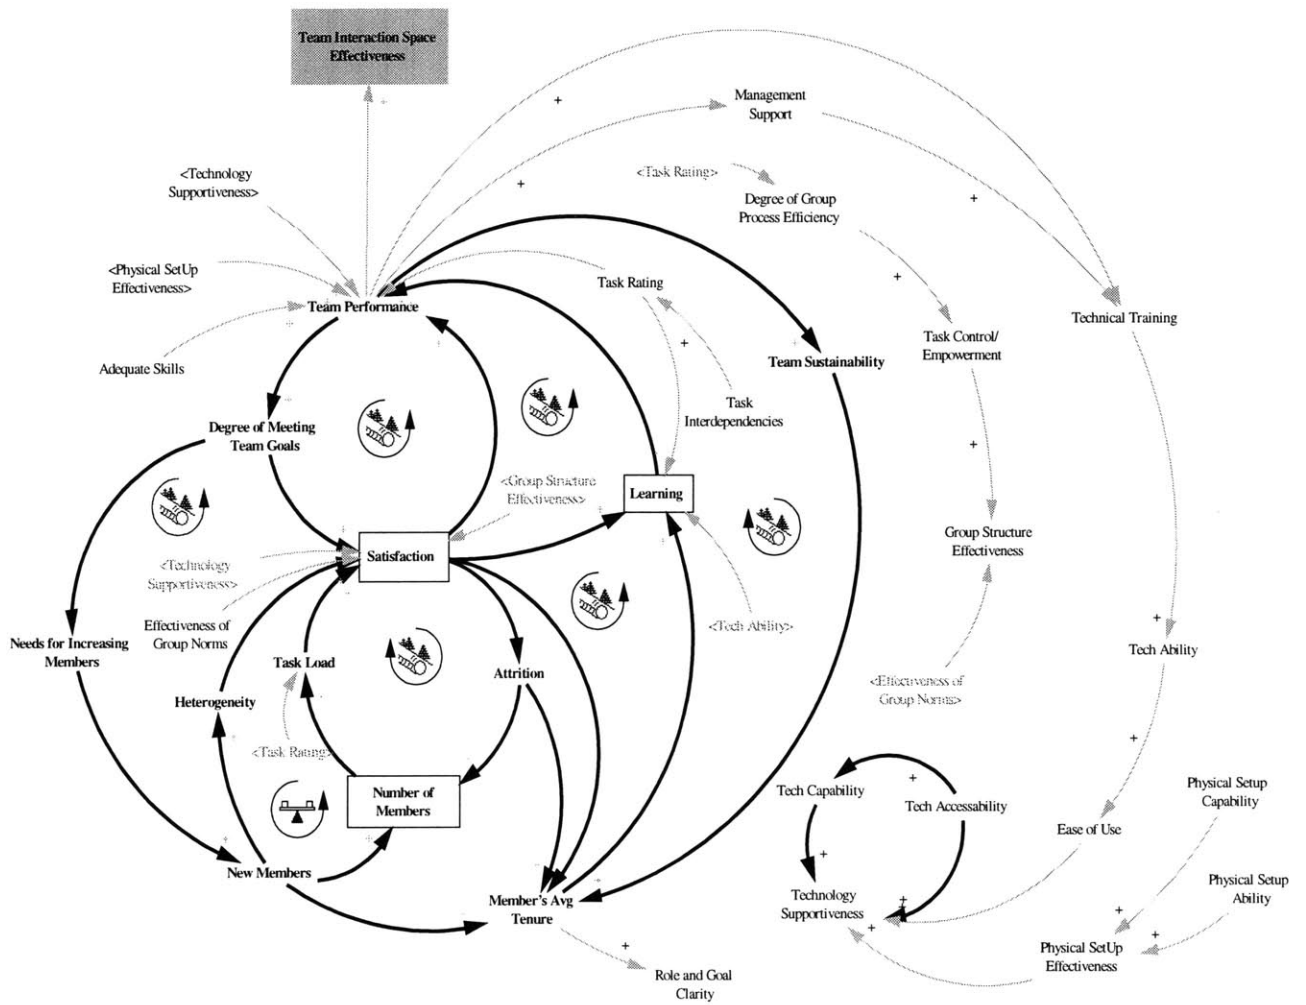 Team Interaction Space
Effectiveness
Management
Support
<Technology
Supportiveness>
<Task Rating>
Degree of Group
Process Efficiency
<Physical SetUp
Effectiveness>
Team Performance
Task Rating
Technical Training
Task Control/
Empowerment
Team Sustainability
Adequate Skills
Task
Interdependencies
Degree of Meeting
Team Goals
<Group Structure
Effectiveness>
Learning
Group Structure
Effectiveness
Satisfaction
<Technology
Supportiveness>
Effectiveness of
Group Norms
<Tech Ability>
Needs for Increasing
Members
Tech Ability
Task Load
Attrition
Heterogeneity
<Effectiveness of
Group Norms>
<Task Rating>
Number of
Members
Tech Capability
Tech Accessability
Physical Setup
Capability
Ease of Use
New Members
Member's Avg
Tenure
Technology
Supportiveness
Physical Setup
Ability
Physical SetUp
Effectiveness
Role and Goal
Clarity